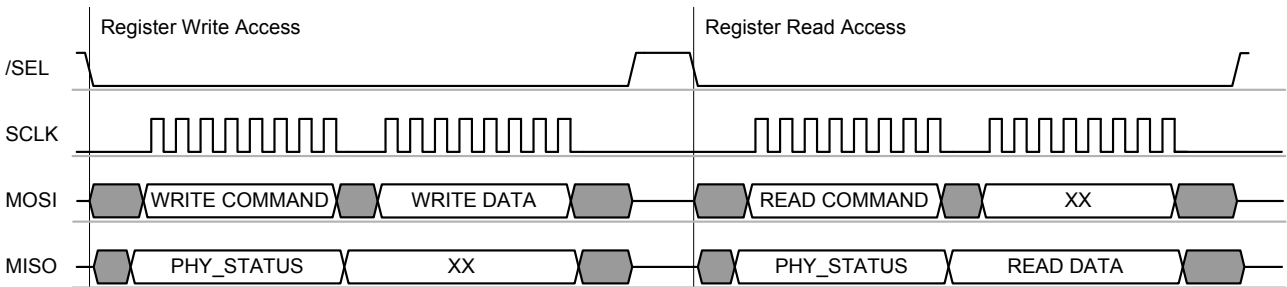 Register Write Access Register Read Access
/SEL
SCLK
MOSI WRITE COMMAND WRITE DATA READ COMMAND XX
MISO PHY_STATUS XX PHY_STATUS READ DATA